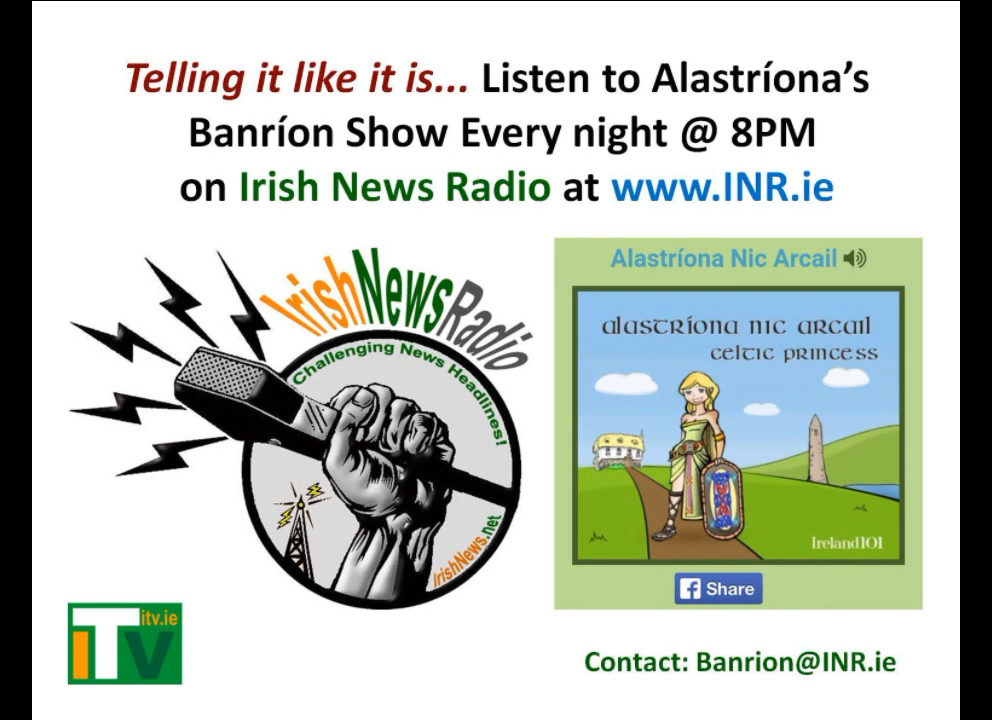 Telling it like it is... Listen to Alastríona’s
Banríon Show Every night @ 8PM
on Irish News Radio at www.INR.ie
IrishNewsRadio
Challenging News Headlines!
IrishNews.net
Alastríona Nic Arcail
alastríona nic arcail
celtic princess
Ireland101
f Share
itv.ie
iTv
Contact: Banrion@INR.ie